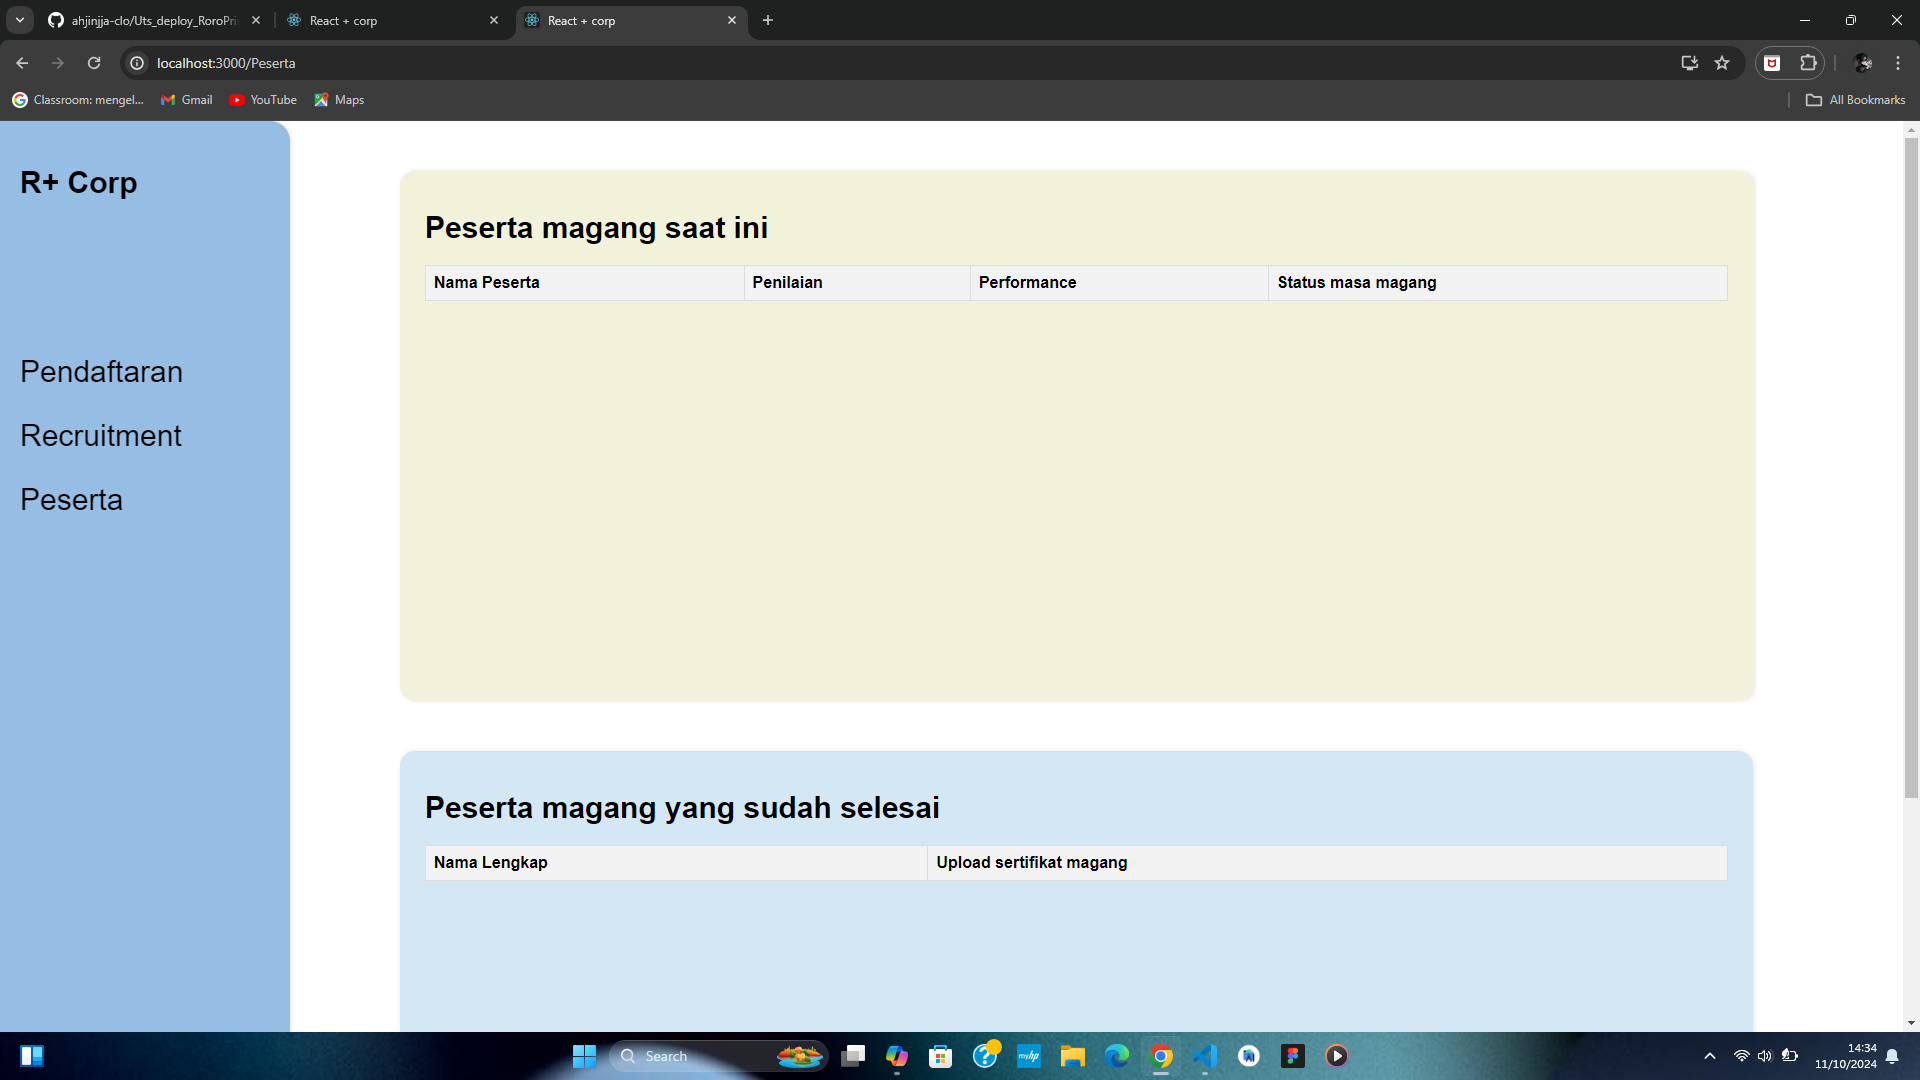 ahjinjja-clo/Uts_deploy_RoroPri
React + corp
React + corp
localhost:3000/Peserta
Classroom: mengel...
Gmail
YouTube
Maps
All Bookmarks
R+ Corp
Pendaftaran
Recruitment
Peserta
Peserta magang saat ini
Nama Peserta Penilaian Performance Status masa magang
Peserta magang yang sudah selesai
Nama Lengkap Upload sertifikat magang
Search
myhp
14:34
11/10/2024